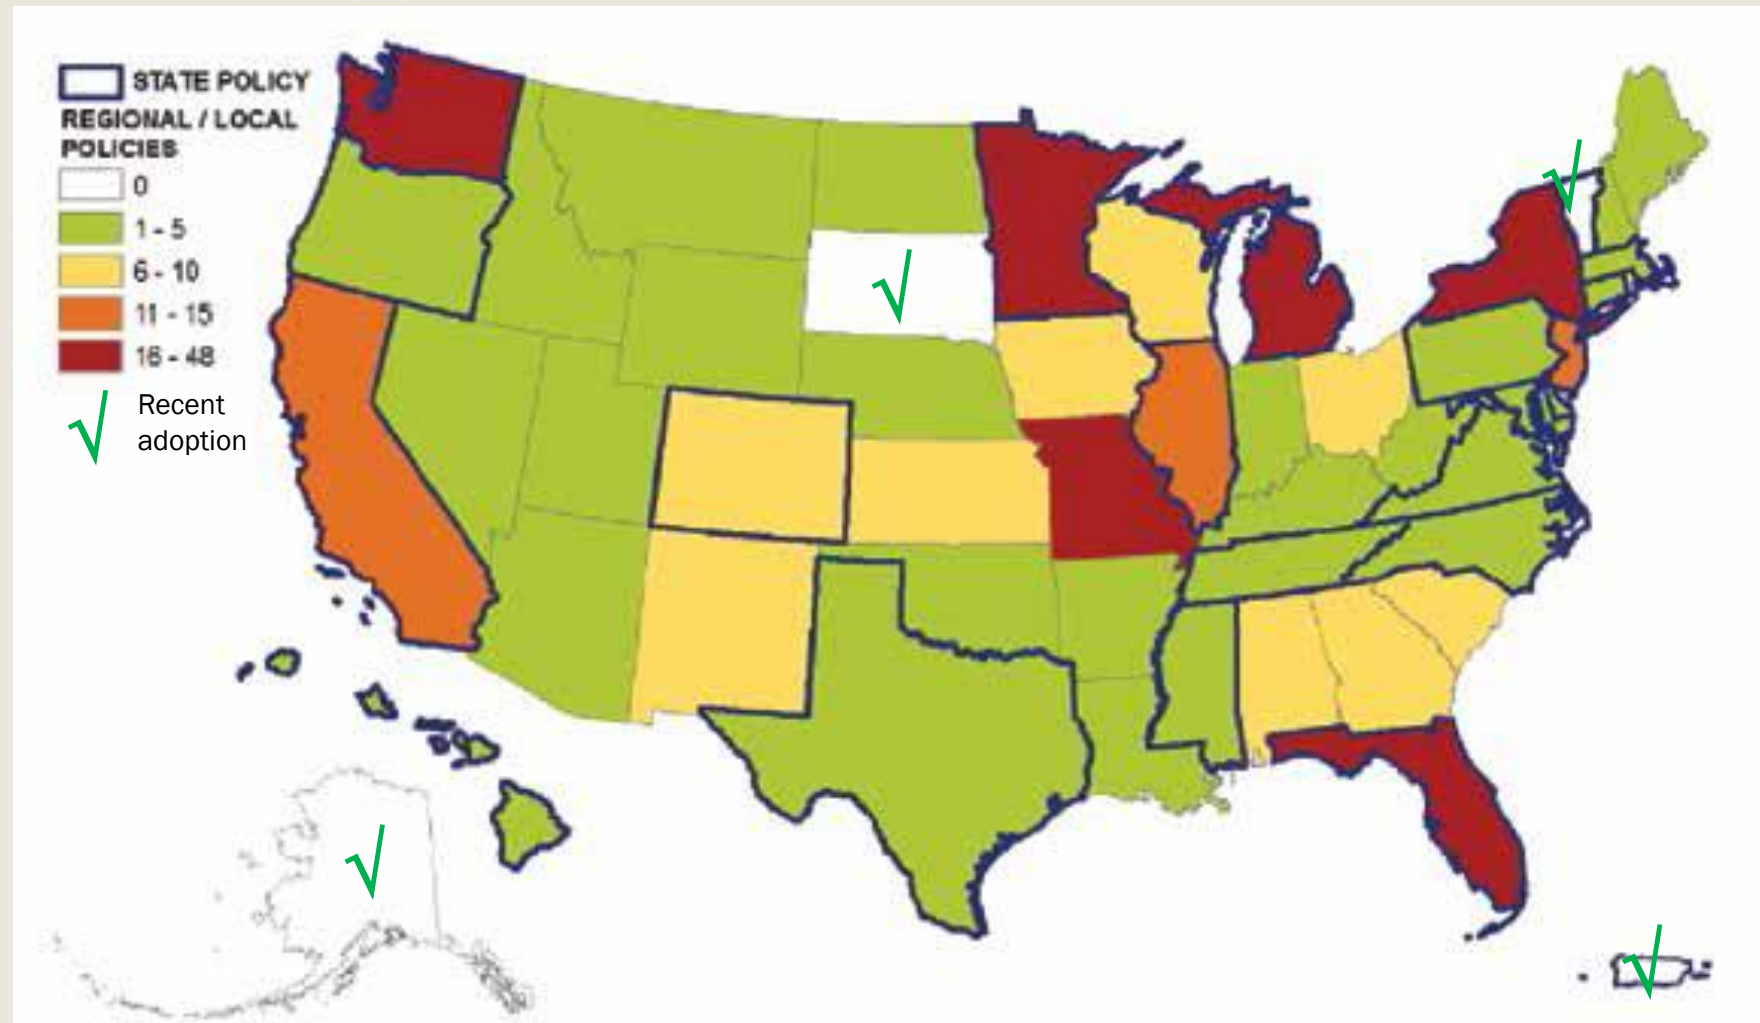 STATE POLICY
REGIONAL / LOCAL
POLICIES
0
1 - 5
6 - 10
11 - 15
16 - 48
Recent
adoption